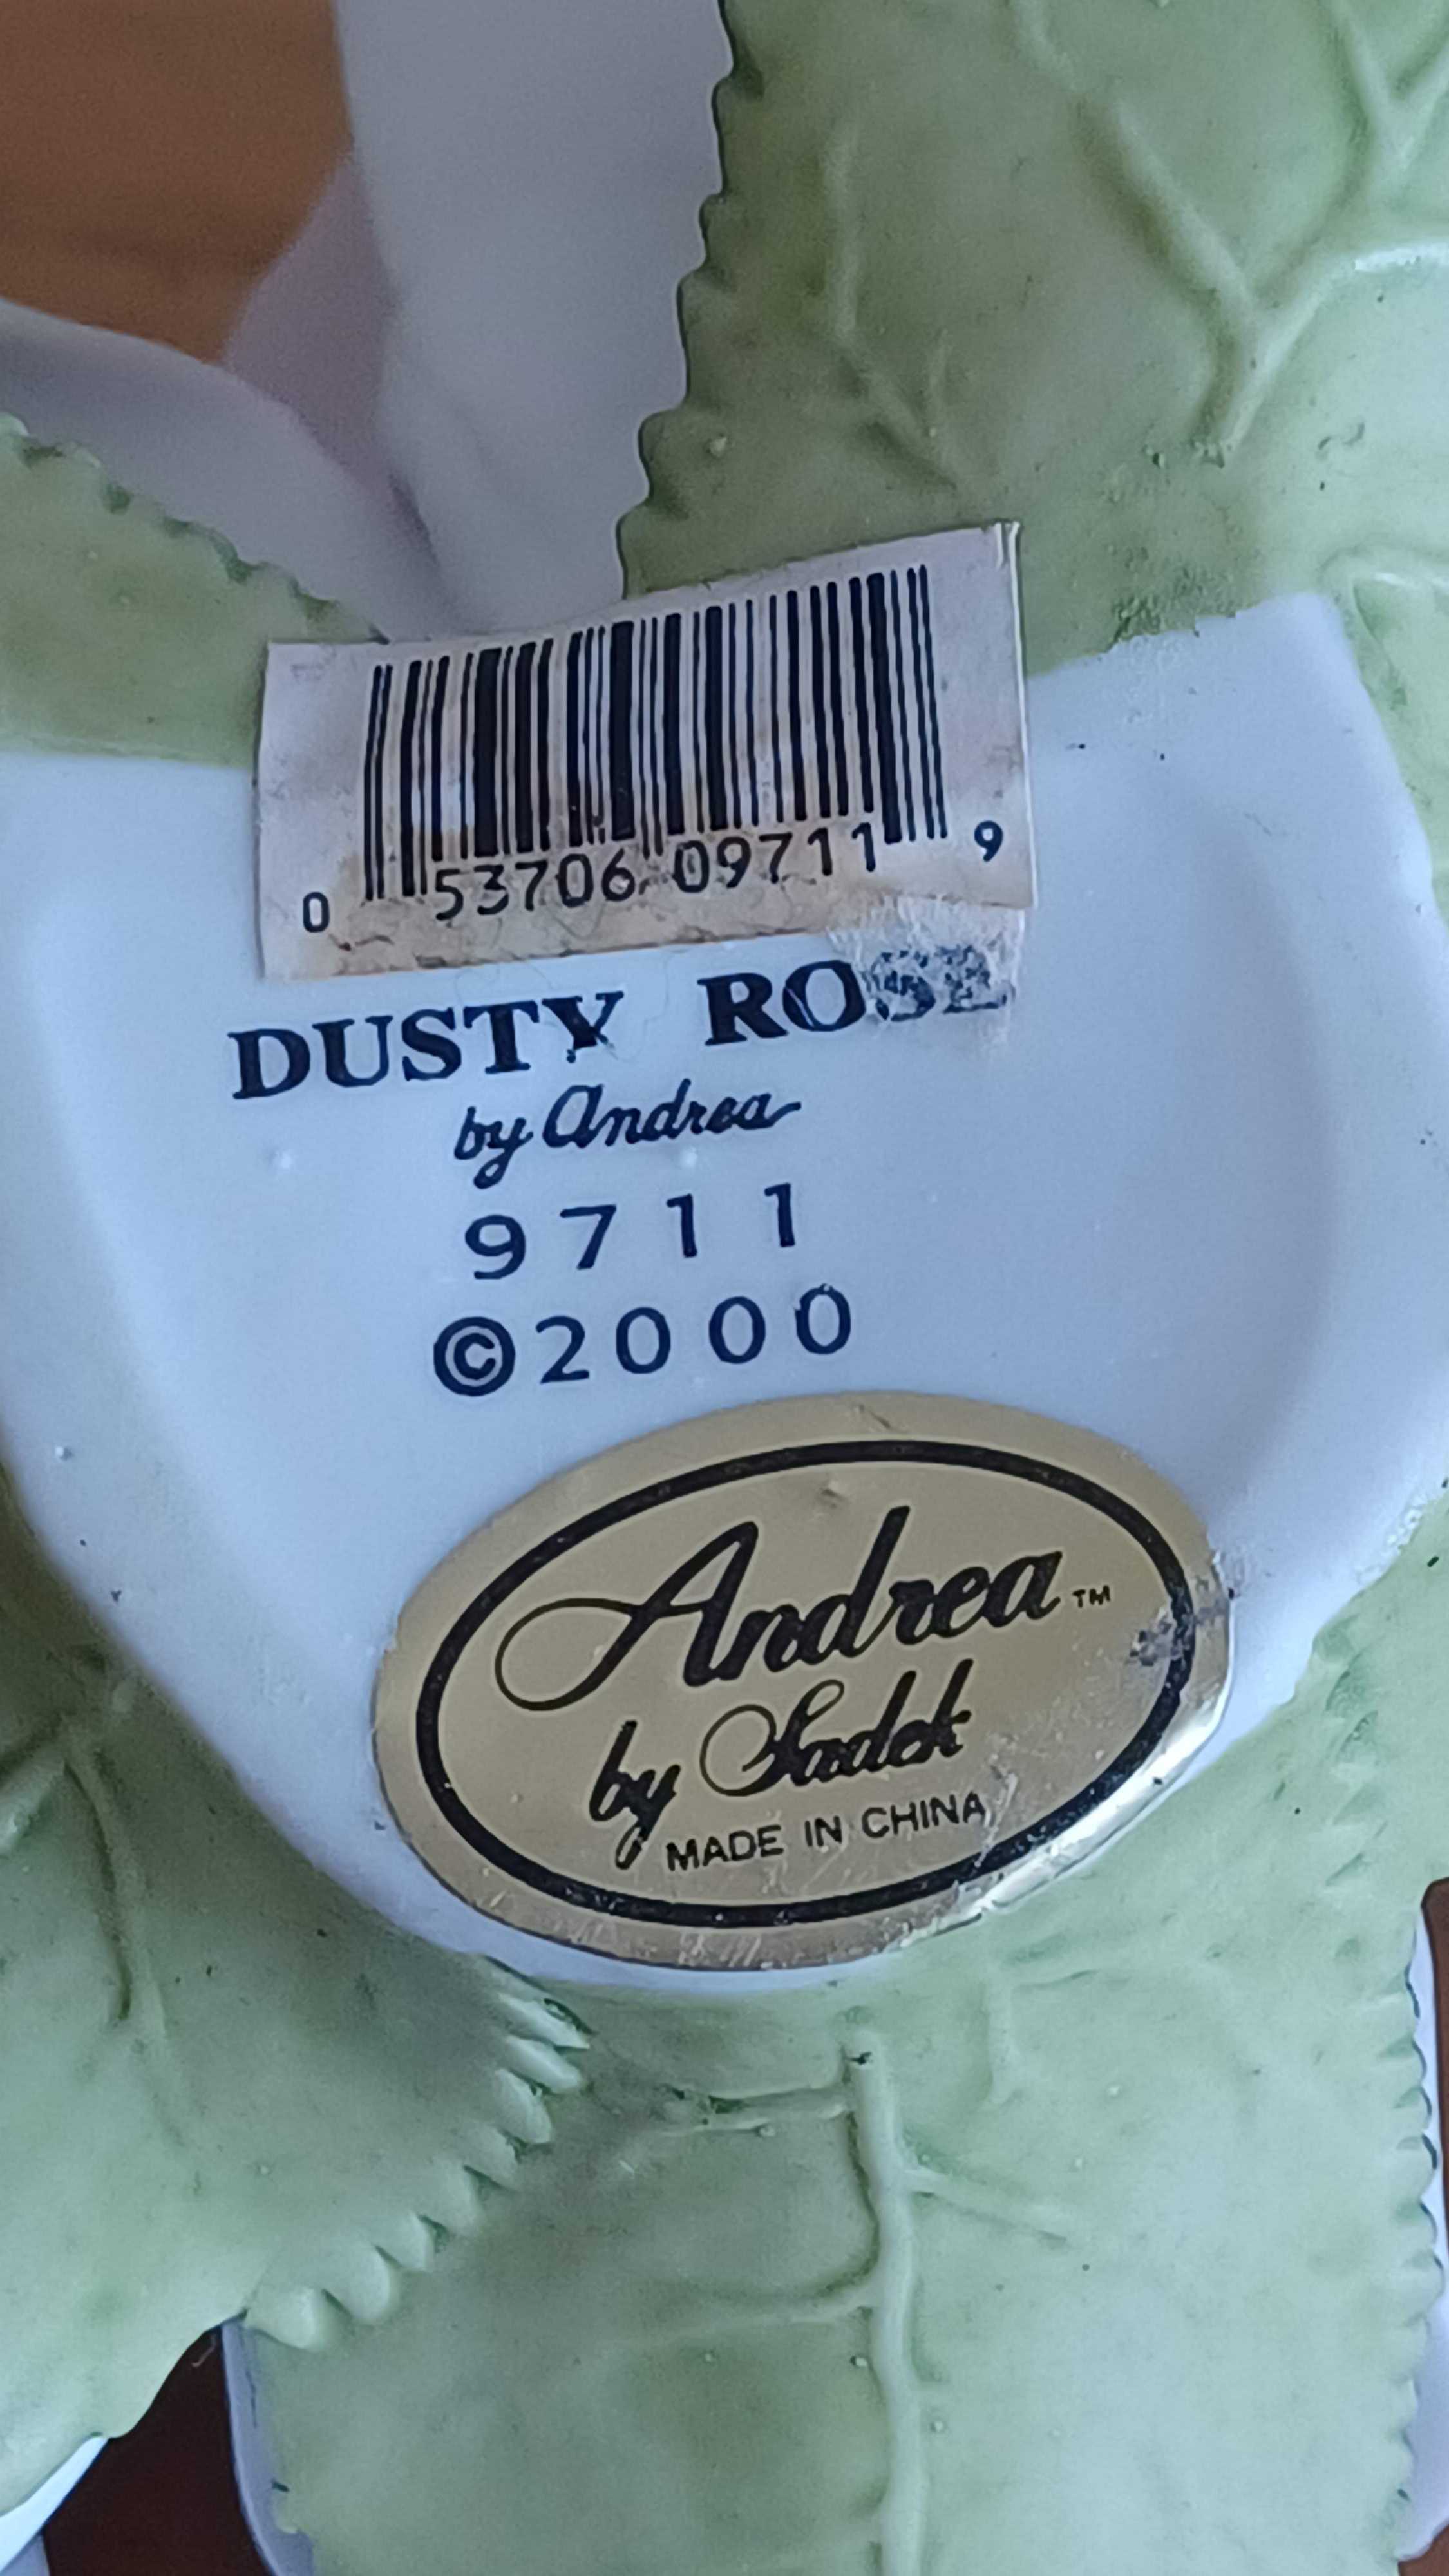 0 53706 09711 9
DUSTY ROSE
by Andrea
9711
©2000
Andrea™
by Sadek
MADE IN CHINA